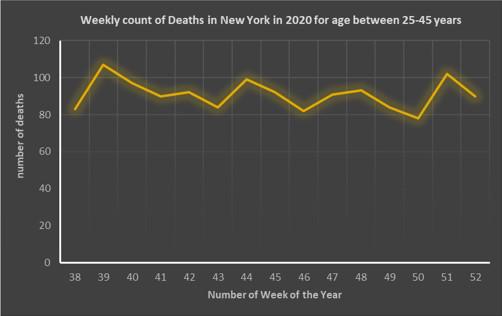 Weekly count of Deaths in New York in 2020 for age between 25-45 years
120
100
80
60
40
20
0
number of deaths
38 39 40 41 42 43 44 45 46 47 48 49 50 51 52
Number of Week of the Year